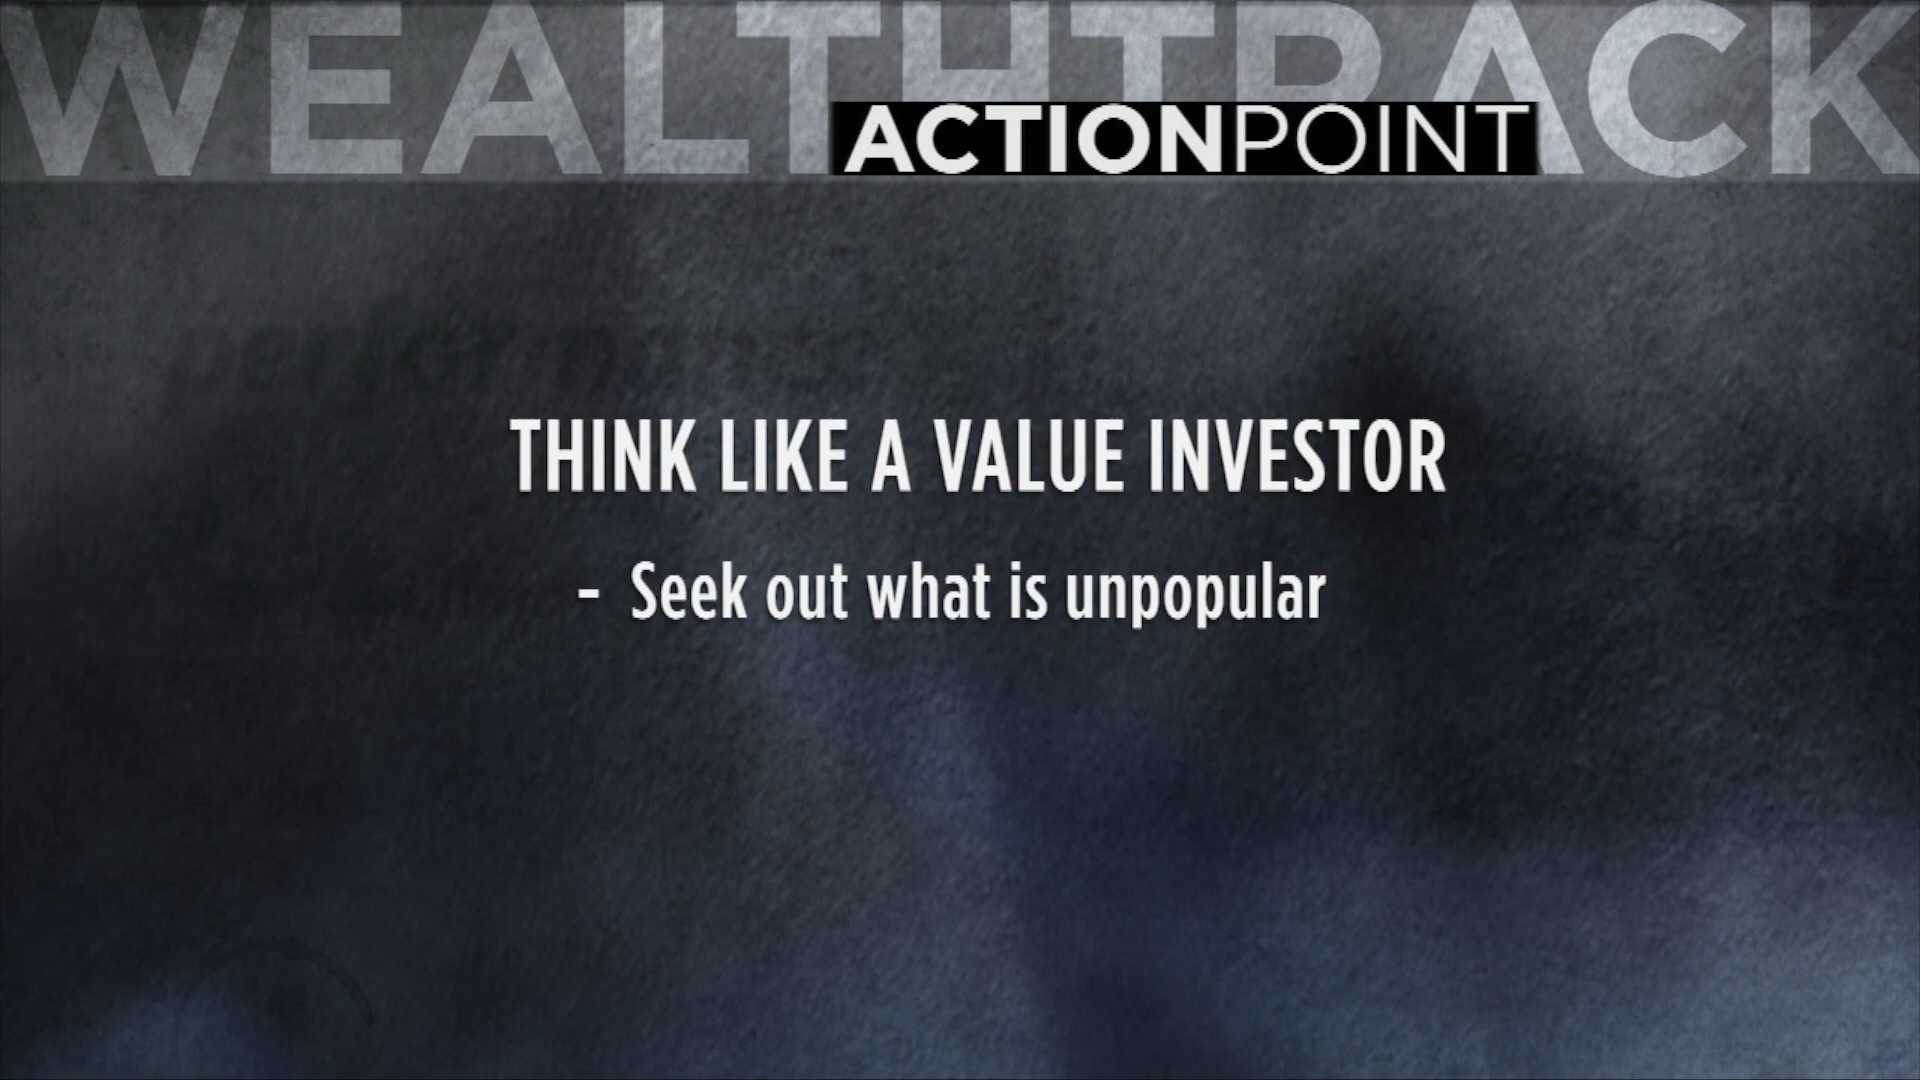 WEALTHTRACK
ACTIONPOINT
THINK LIKE A VALUE INVESTOR
- Seek out what is unpopular